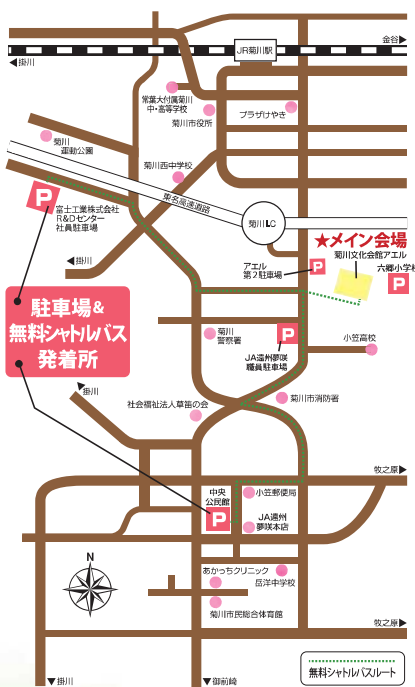 金谷▶
JR菊川駅
◀掛川
常葉大付属菊川
中・高等学校
プラザけやき
菊川市役所
菊川
運動公園
菊川西中学校
東名高速道路
P
富士工業株式会社
R&Dセンター
社員駐車場
菊川I.C
★メイン会場
菊川文化会館アエル
アエル
第2駐車場
P
六郷小学校
P
◀掛川
駐車場&
無料シャトルバス
発着所
菊川
警察署
P
JA遠州夢咲
職員駐車場
小笠高校
掛川
社会福祉法人草笛の会
菊川市消防署
牧之原▶
中央
公民館
P
小笠郵便局
JA遠州
夢咲本店
N
あかっちクリニック
岳洋中学校
菊川市民総合体育館
牧之原▶
▼掛川
▼御前崎
無料シャトルバスルート